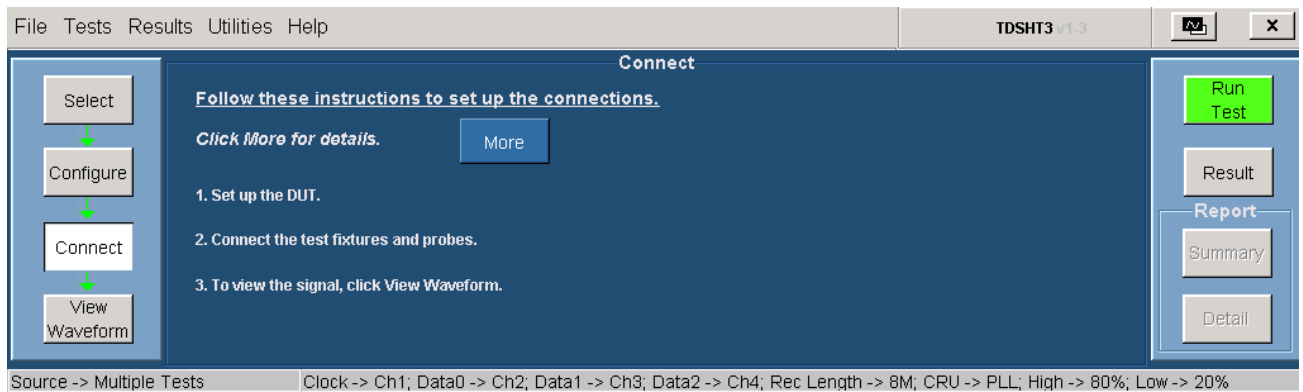 File Tests Results Utilities Help
TDSHT3 v1-3
x
Connect
Select
Configure
Connect
View
Waveform
Follow these instructions to set up the connections.
Click More for details.
More
1. Set up the DUT.
2. Connect the test fixtures and probes.
3. To view the signal, click View Waveform.
Run
Test
Result
Report
Summary
Detail
Source -> Multiple Tests Clock -> Ch1; Data0 -> Ch2; Data1 -> Ch3; Data2 -> Ch4; Rec Length -> 8M; CRU -> PLL; High -> 80%; Low -> 20%